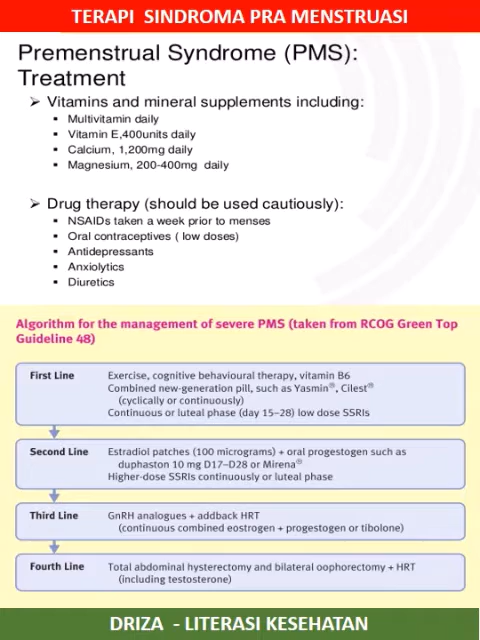 TERAPI SINDROMA PRA MENSTRUASI
Premenstrual Syndrome (PMS):
Treatment
➢ Vitamins and mineral supplements including:
▪ Multivitamin daily
▪ Vitamin E,400units daily
▪ Calcium, 1,200mg daily
▪ Magnesium, 200-400mg daily
➢ Drug therapy (should be used cautiously):
▪ NSAIDs taken a week prior to menses
▪ Oral contraceptives ( low doses)
▪ Antidepressants
▪ Anxiolytics
▪ Diuretics
Algorithm for the management of severe PMS (taken from RCOG Green Top
Guideline 48)
First Line Exercise, cognitive behavioural therapy, vitamin B6
Combined new-generation pill, such as Yasmin®, Cilest®
(cyclically or continuously)
Continuous or luteal phase (day 15–28) low dose SSRIs
Second Line Estradiol patches (100 micrograms) + oral progestogen such as
duphaston 10 mg D17–D28 or Mirena®
Higher-dose SSRIs continuously or luteal phase
Third Line GnRH analogues + addback HRT
(continuous combined eostrogen + progestogen or tibolone)
Fourth Line Total abdominal hysterectomy and bilateral oophorectomy + HRT
(including testosterone)
DRIZA - LITERASI KESEHATAN